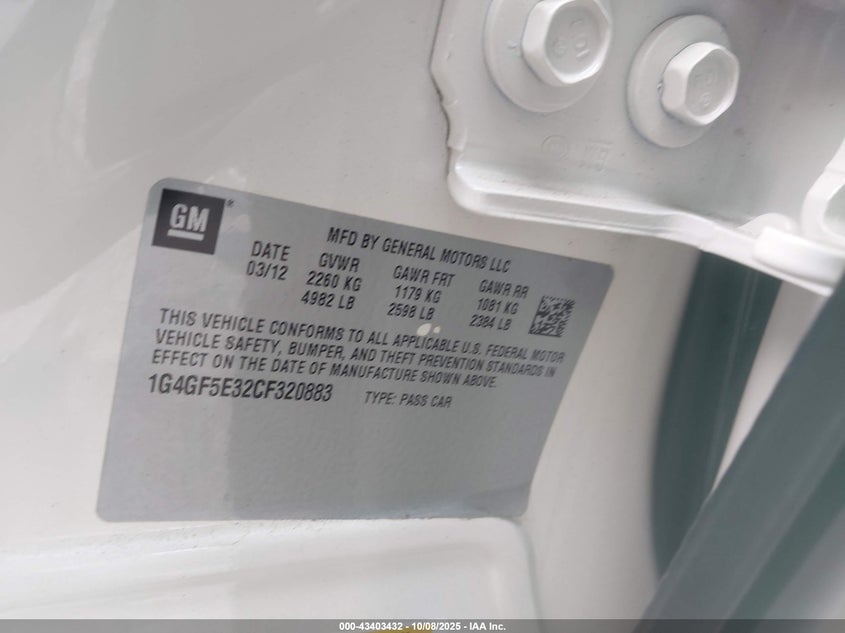 GM®
MFD BY GENERAL MOTORS LLC
DATE GVWR GAWR FRT GAWR RR
03/12 2260 KG 1179 KG 1081 KG
4982 LB 2598 LB 2384 LB
THIS VEHICLE CONFORMS TO ALL APPLICABLE U.S. FEDERAL MOTOR
VEHICLE SAFETY, BUMPER, AND THEFT PREVENTION STANDARDS IN
EFFECT ON THE DATE OF MANUFACTURE SHOWN ABOVE.
1G4GF5E32CF320883 TYPE: PASS CAR
000-43403432 - 10/08/2025 - IAA Inc.